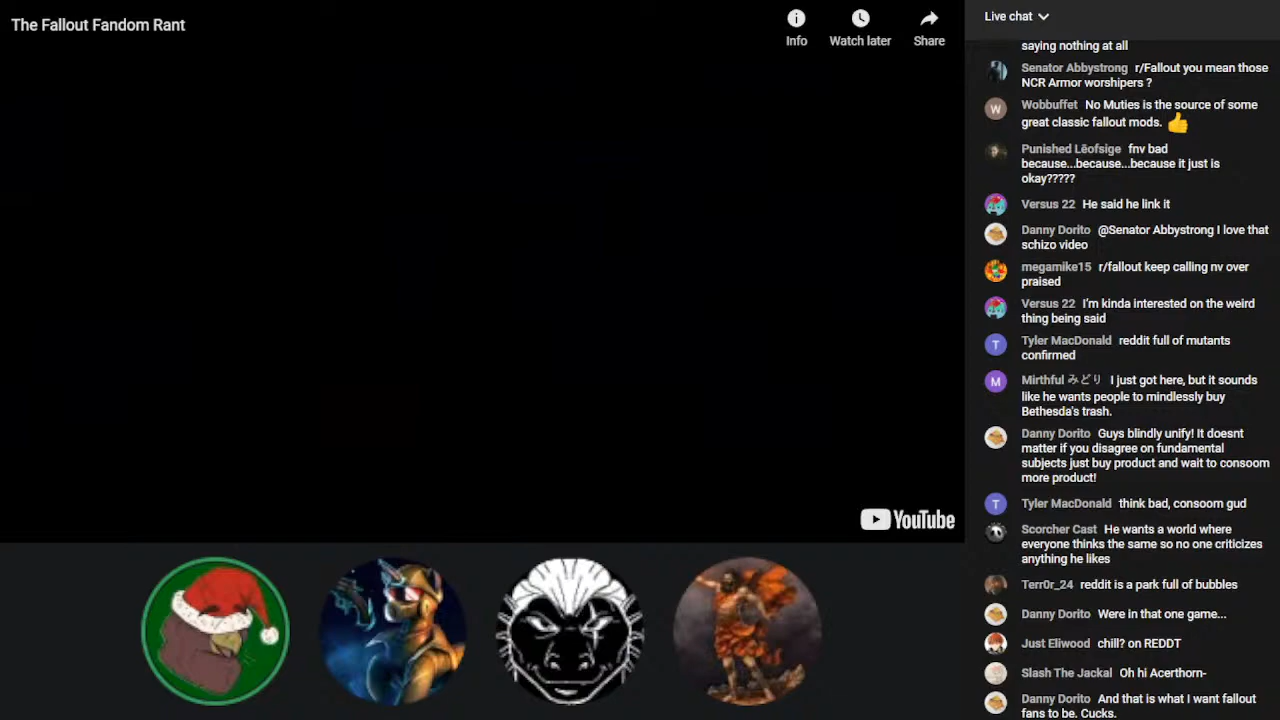 The Fallout Fandom Rant
Info
Watch later
Share
Live chat
saying nothing at all
Senator Abbystrong r/Fallout you mean those
NCR Armor worshipers ?
W
Wobbuffet No Muties is the source of some
great classic fallout mods. 👍
Punished Lēofsige fnv bad
because...because...because it just is
okay?????
Versus 22 He said he link it
Danny Dorito @Senator Abbystrong I love that
schizo video
megamike15 r/fallout keep calling nv over
praised
Versus 22 I'm kinda interested on the weird
thing being said
T
Tyler MacDonald reddit full of mutants
confirmed
M
Mirthful みどり I just got here, but it sounds
like he wants people to mindlessly buy
Bethesda's trash.
Danny Dorito Guys blindly unify! It doesnt
matter if you disagree on fundamental
subjects just buy product and wait to consoom
more product!
T
Tyler MacDonald think bad, consoom gud
Scorcher Cast He wants a world where
everyone thinks the same so no one criticizes
anything he likes
Terr0r_24 reddit is a park full of bubbles
Danny Dorito Were in that one game...
Just Eliwood chill? on REDDT
Slash The Jackal Oh hi Acerthorn-
Danny Dorito And that is what I want fallout
fans to be. Cucks.
YouTube